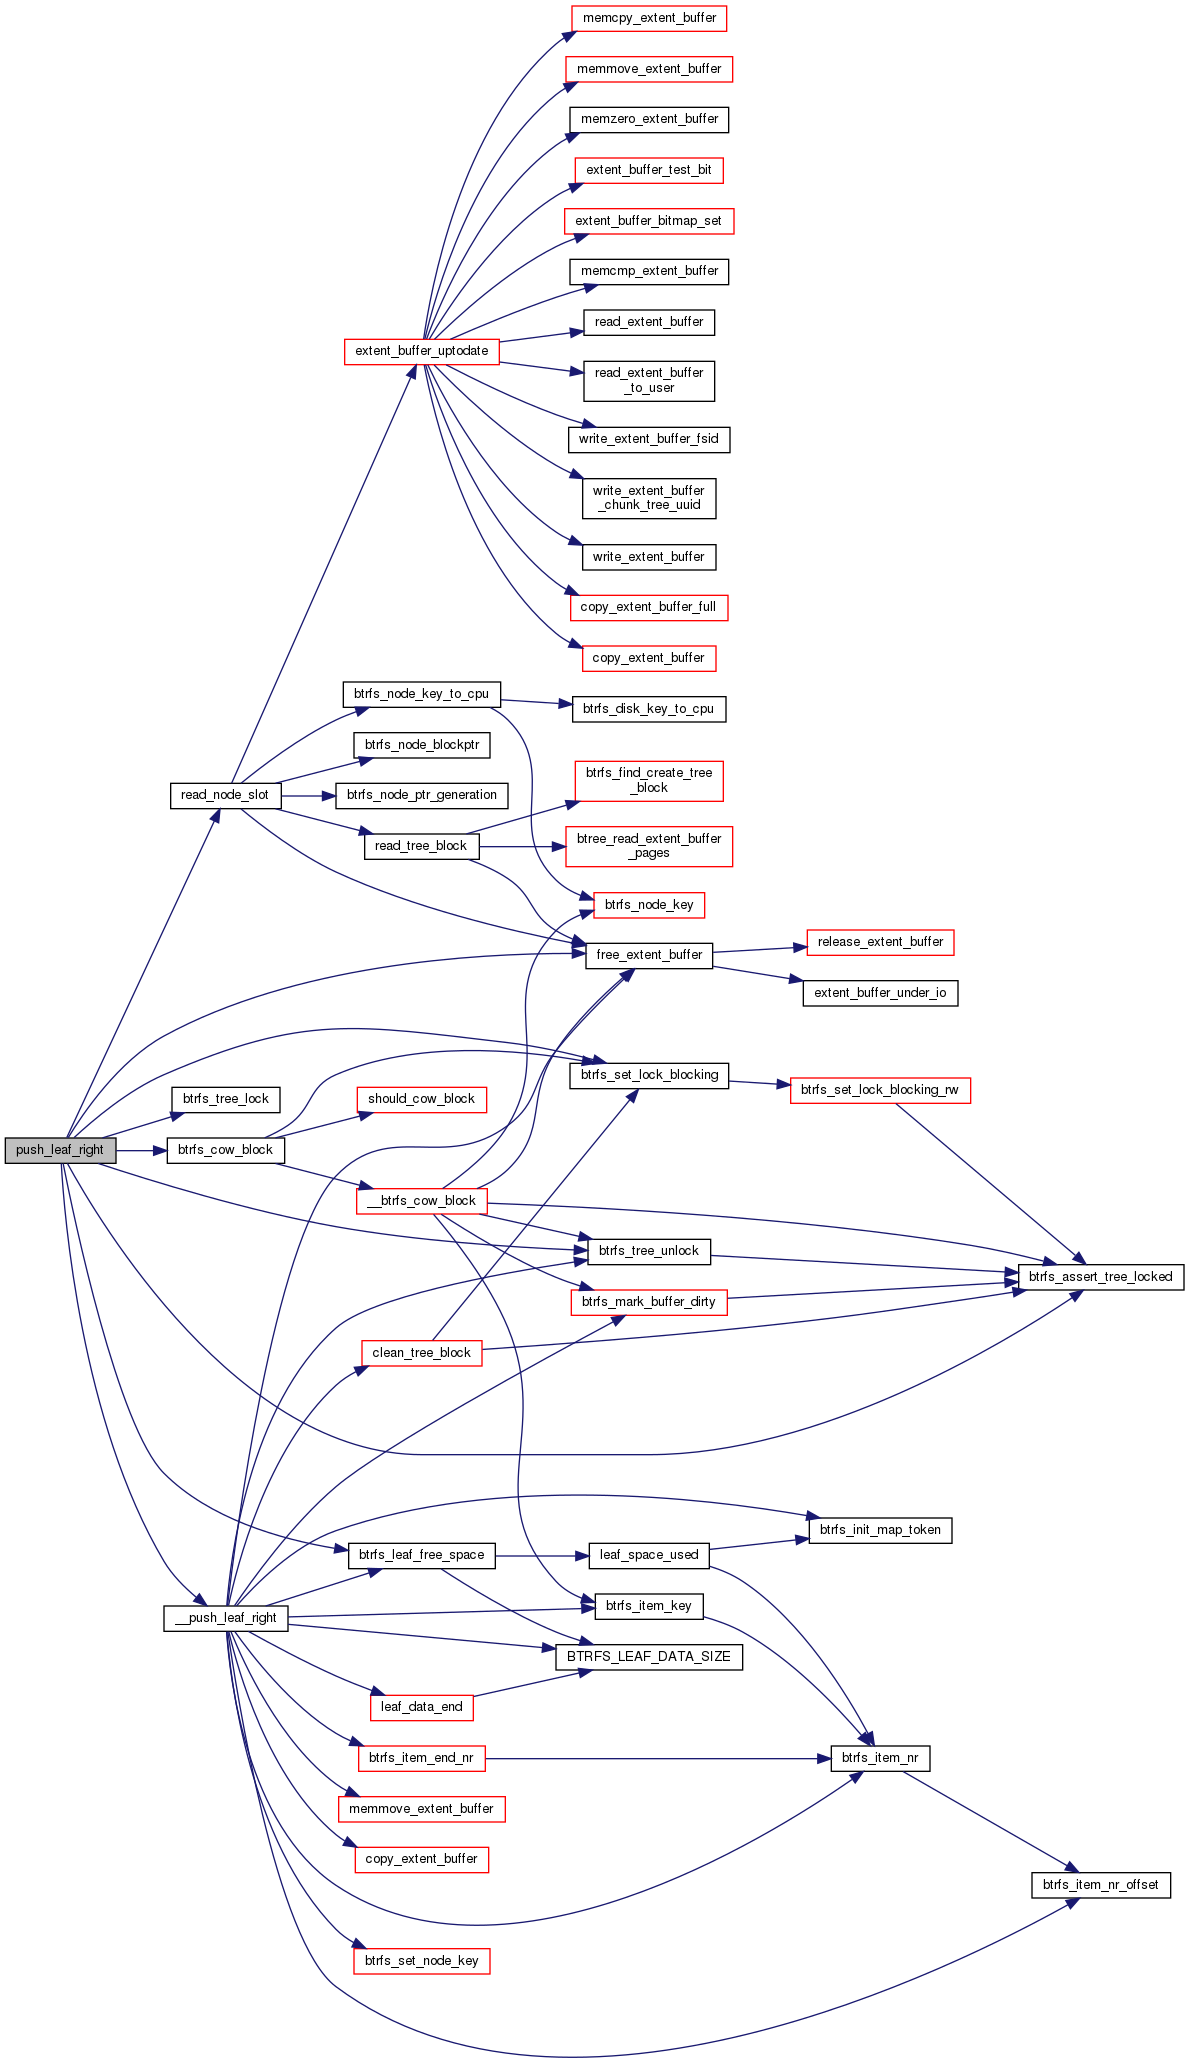 memcpy_extent_buffer
memmove_extent_buffer
memzero_extent_buffer
extent_buffer_test_bit
extent_buffer_bitmap_set
memcmp_extent_buffer
read_extent_buffer
extent_buffer_uptodate
read_extent_buffer
_to_user
write_extent_buffer_fsid
write_extent_buffer
_chunk_tree_uuid
write_extent_buffer
copy_extent_buffer_full
copy_extent_buffer
btrfs_node_key_to_cpu
btrfs_disk_key_to_cpu
btrfs_node_blockptr
btrfs_find_create_tree
_block
read_node_slot
btrfs_node_ptr_generation
read_tree_block
btree_read_extent_buffer
_pages
btrfs_node_key
release_extent_buffer
free_extent_buffer
extent_buffer_under_io
btrfs_set_lock_blocking
btrfs_set_lock_blocking_rw
btrfs_tree_lock
should_cow_block
push_leaf_right
btrfs_cow_block
__btrfs_cow_block
btrfs_tree_unlock
btrfs_assert_tree_locked
btrfs_mark_buffer_dirty
clean_tree_block
btrfs_init_map_token
btrfs_leaf_free_space
leaf_space_used
btrfs_item_key
__push_leaf_right
BTRFS_LEAF_DATA_SIZE
leaf_data_end
btrfs_item_end_nr
btrfs_item_nr
memmove_extent_buffer
copy_extent_buffer
btrfs_item_nr_offset
btrfs_set_node_key